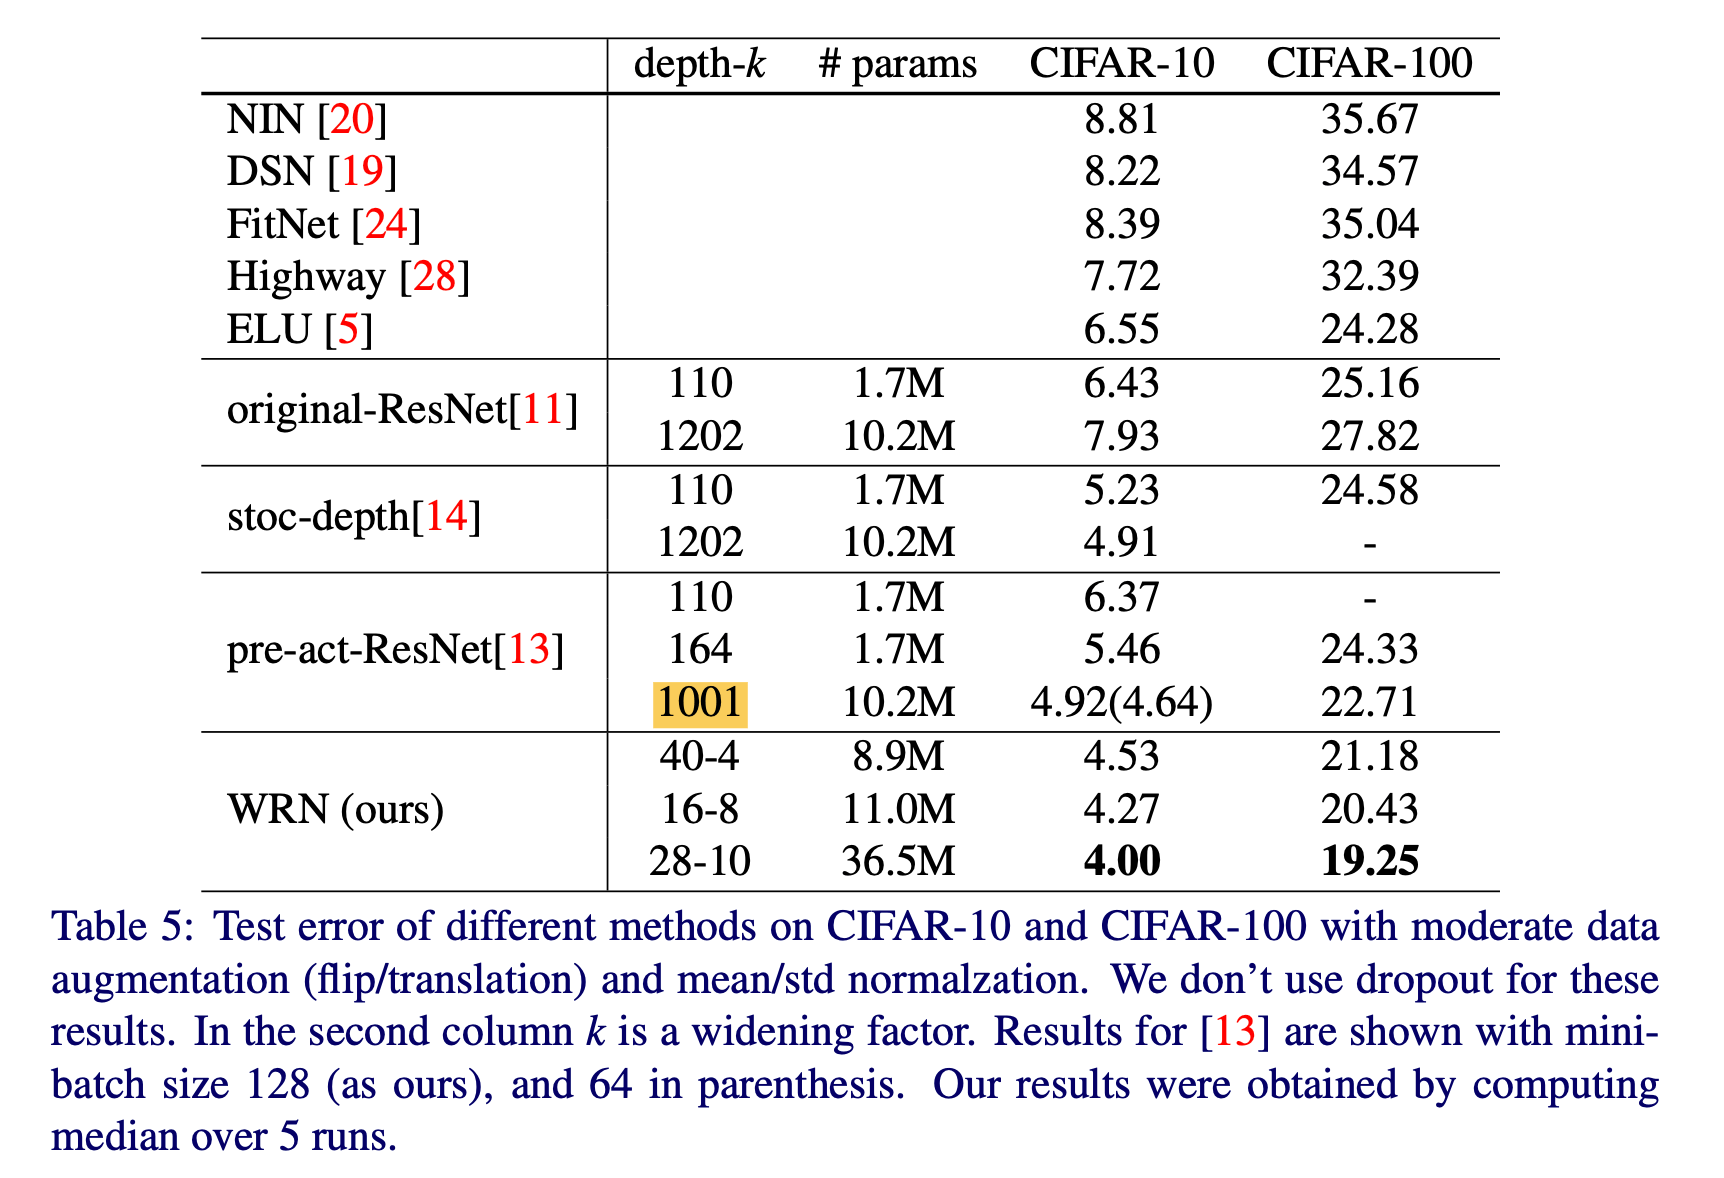 depth-k # params CIFAR-10 CIFAR-100
NIN [20] 8.81 35.67
DSN [19] 8.22 34.57
FitNet [24] 8.39 35.04
Highway [28] 7.72 32.39
ELU [5] 6.55 24.28
original-ResNet[11] 110 1.7M 6.43 25.16
1202 10.2M 7.93 27.82
stoc-depth[14] 110 1.7M 5.23 24.58
1202 10.2M 4.91 -
pre-act-ResNet[13] 110 1.7M 6.37 -
164 1.7M 5.46 24.33
1001 10.2M 4.92(4.64) 22.71
WRN (ours) 40-4 8.9M 4.53 21.18
16-8 11.0M 4.27 20.43
28-10 36.5M 4.00 19.25
Table 5: Test error of different methods on CIFAR-10 and CIFAR-100 with moderate data
augmentation (flip/translation) and mean/std normalzation. We don't use dropout for these
results. In the second column k is a widening factor. Results for [13] are shown with mini-
batch size 128 (as ours), and 64 in parenthesis. Our results were obtained by computing
median over 5 runs.